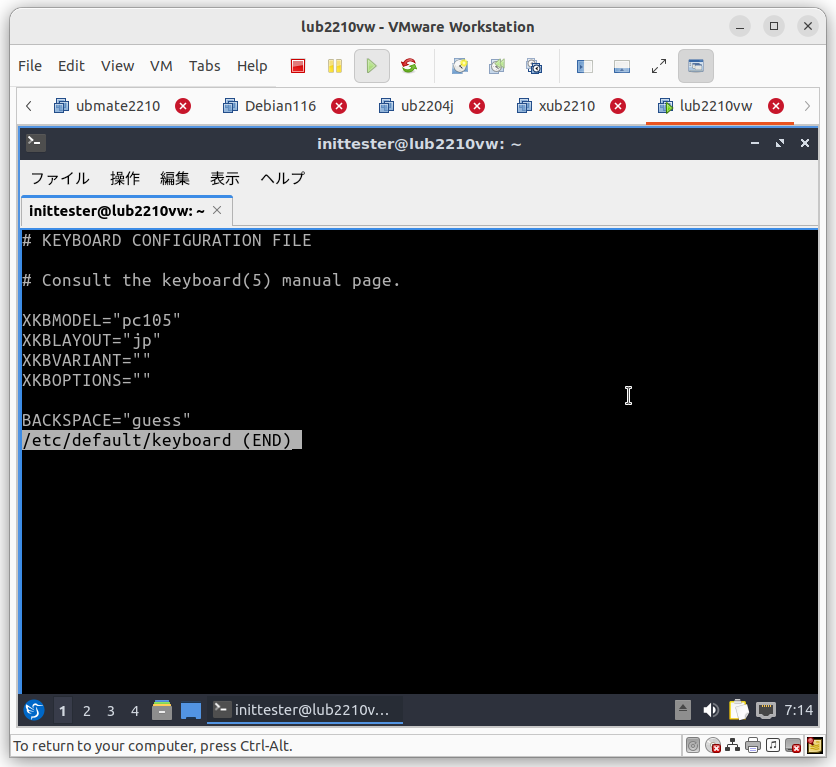 lub2210vw - VMware Workstation
File Edit View VM Tabs Help
ubmate2210 Debian116 ub2204j xub2210 lub2210vw
inittester@lub2210vw: ~
ファイル 操作 編集 表示 ヘルプ
inittester@lub2210vw: ~
# KEYBOARD CONFIGURATION FILE
# Consult the keyboard(5) manual page.
XKBMODEL="pc105"
XKBLAYOUT="jp"
XKBVARIANT=""
XKBOPTIONS=""
BACKSPACE="guess"
/etc/default/keyboard (END)
1 2 3 4 inittester@lub2210v... 7:14
To return to your computer, press Ctrl-Alt.